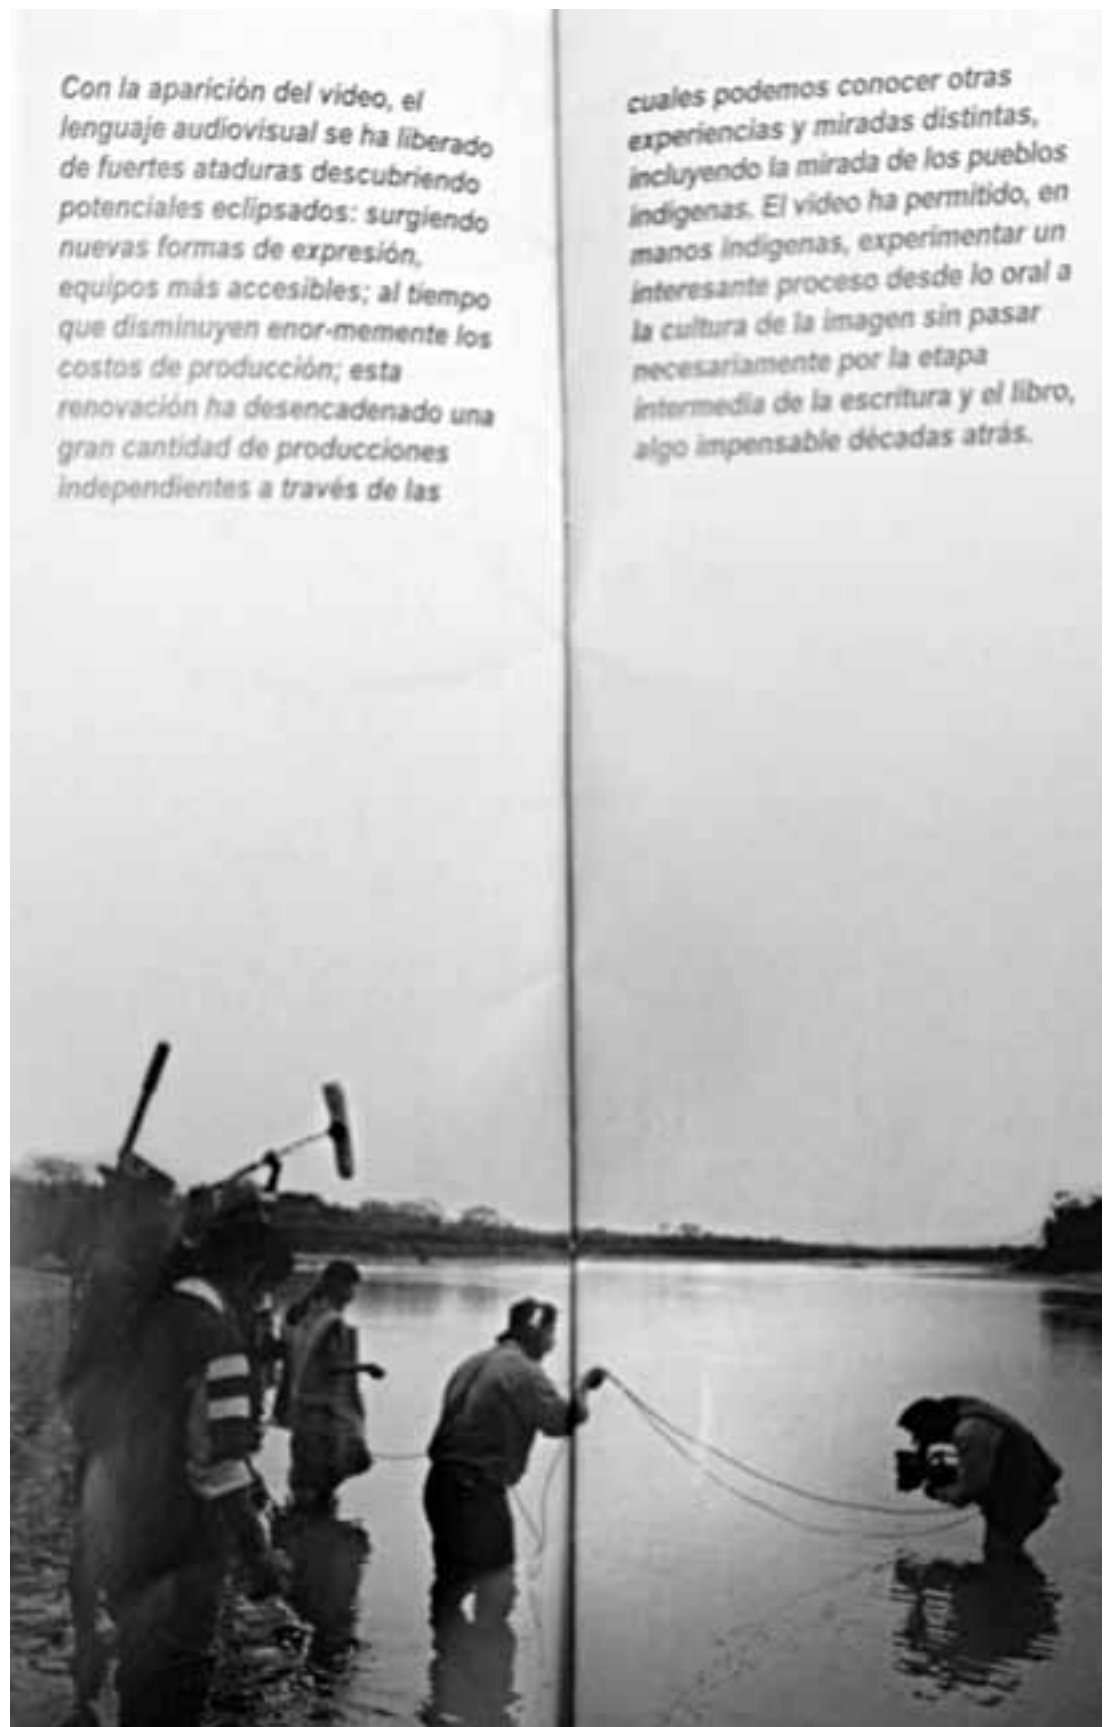 Con la aparición del video, el
lenguaje audiovisual se ha liberado
de fuertes ataduras descubriendo
potenciales eclipsados: surgiendo
nuevas formas de expresión,
equipos más accesibles; al tiempo
que disminuyen enor-memente los
costos de producción; esta
renovación ha desencadenado una
gran cantidad de producciones
independientes a través de las
cuales podemos conocer otras
experiencias y miradas distintas,
incluyendo la mirada de los pueblos
indígenas. El video ha permitido, en
manos indígenas, experimentar un
interesante proceso desde lo oral a
la cultura de la imagen sin pasar
necesariamente por la etapa
intermedia de la escritura y el libro,
algo impensable décadas atrás.